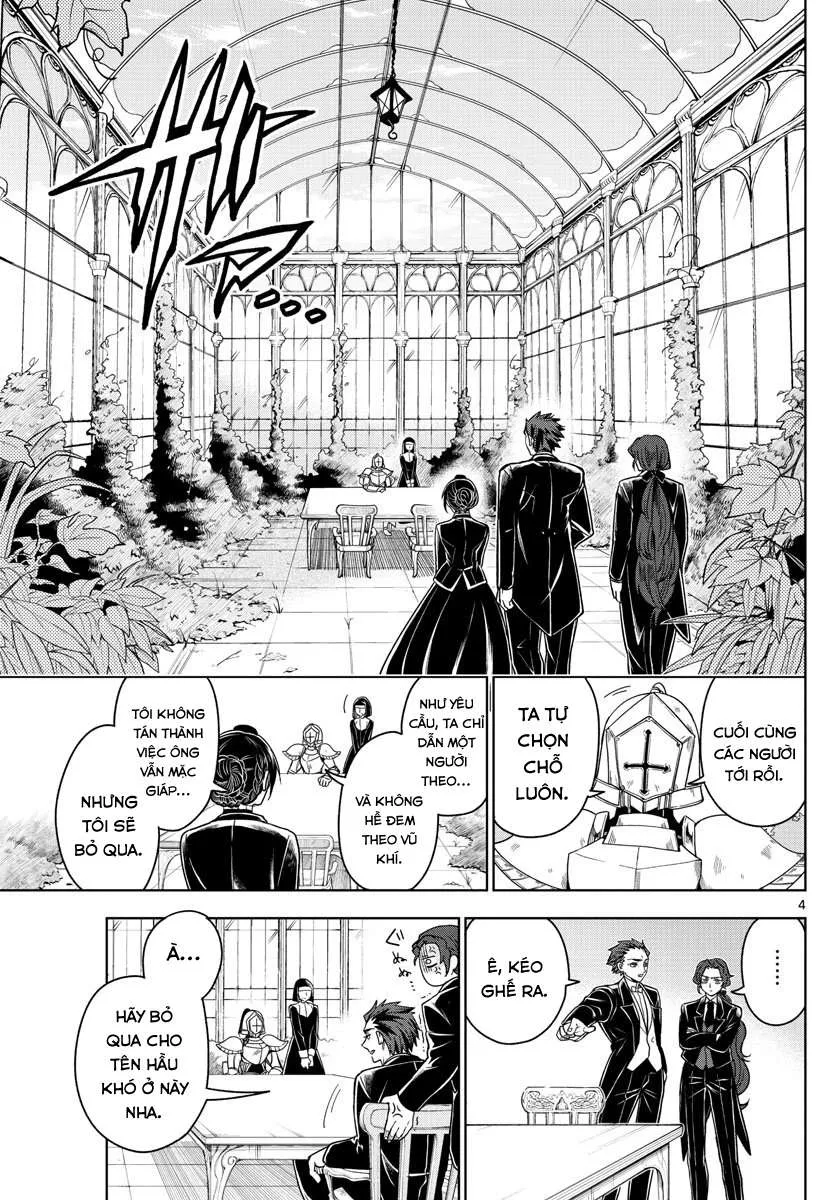 CUỐI CÙNG
CÁC NGƯỜI
TỚI RỒI.
TA TỰ
CHỌN CHỖ
LUÔN.
NHƯ YÊU
CẦU, TA CHỈ
DẪN MỘT
NGƯỜI
THEO...
VÀ KHÔNG
HỀ ĐEM
THEO VŨ
KHÍ.
TÔI KHÔNG
TÁN THÀNH
VIỆC ÔNG
VẪN MẶC
GIÁP...
NHƯNG
TÔI SẼ
BỎ QUA.
4
......
Ê, KÉO
GHẾ RA.
À...
HÃY BỎ
QUA CHO
TÊN HẦU
KHÓ Ở NÀY
NHA.